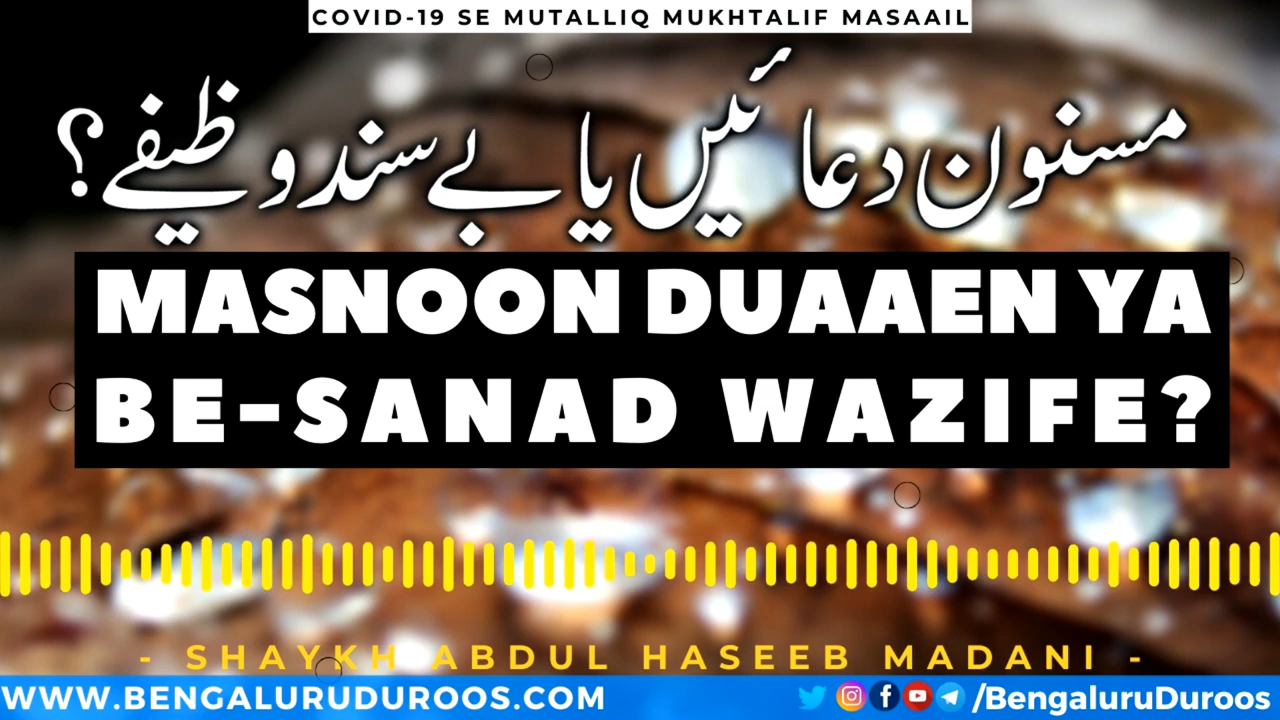 COVID-19 SE MUTALLIQ MUKHTALIF MASAAIL
مسنون دعائیں یا بے سند وظیفے؟
MASNOON DUAAEN YA
BE-SANAD WAZIFE?
- SHAYKH ABDUL HASEEB MADANI -
WWW.BENGALURUDUROOS.COM
/BengaluruDuroos